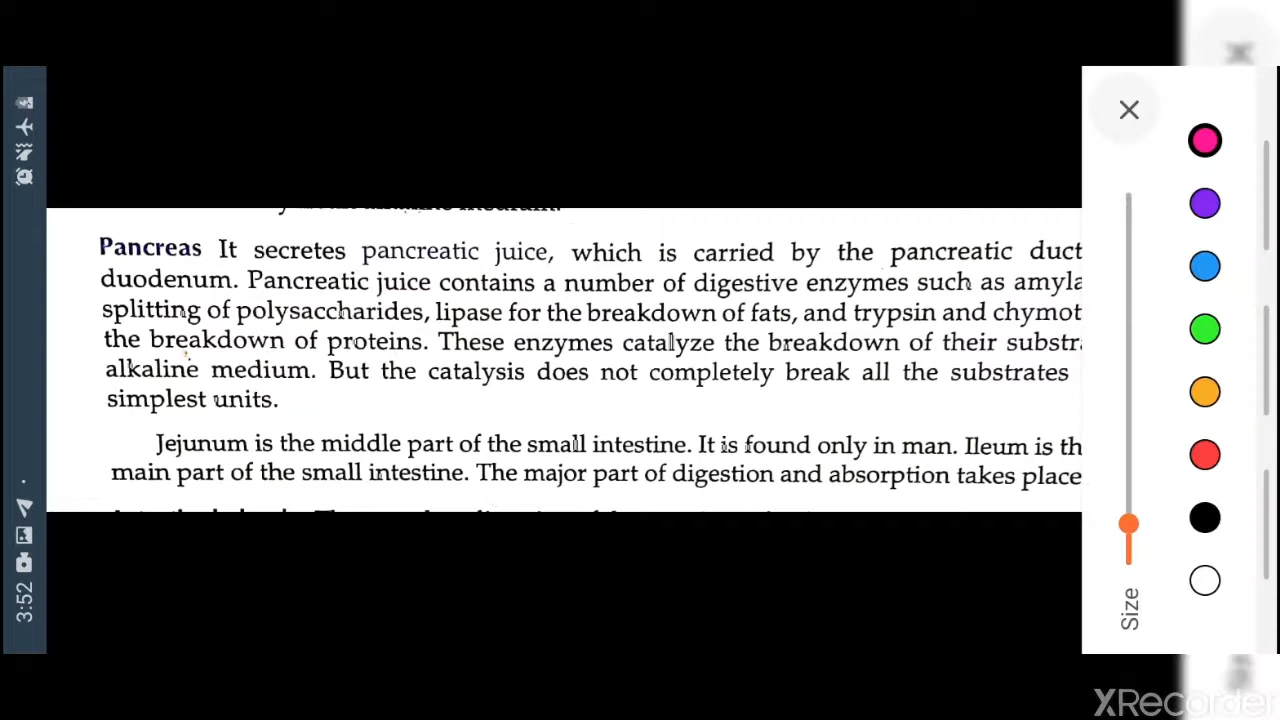 Pancreas It secretes pancreatic juice, which is carried by the pancreatic duct
duodenum. Pancreatic juice contains a number of digestive enzymes such as amyla
splitting of polysaccharides, lipase for the breakdown of fats, and trypsin and chymot
the breakdown of proteins. These enzymes catalyze the breakdown of their substr
alkaline medium. But the catalysis does not completely break all the substrates
simplest units.
Jejunum is the middle part of the small intestine. It is found only in man. Ileum is th
main part of the small intestine. The major part of digestion and absorption takes place
3:52
Size
XRecorder